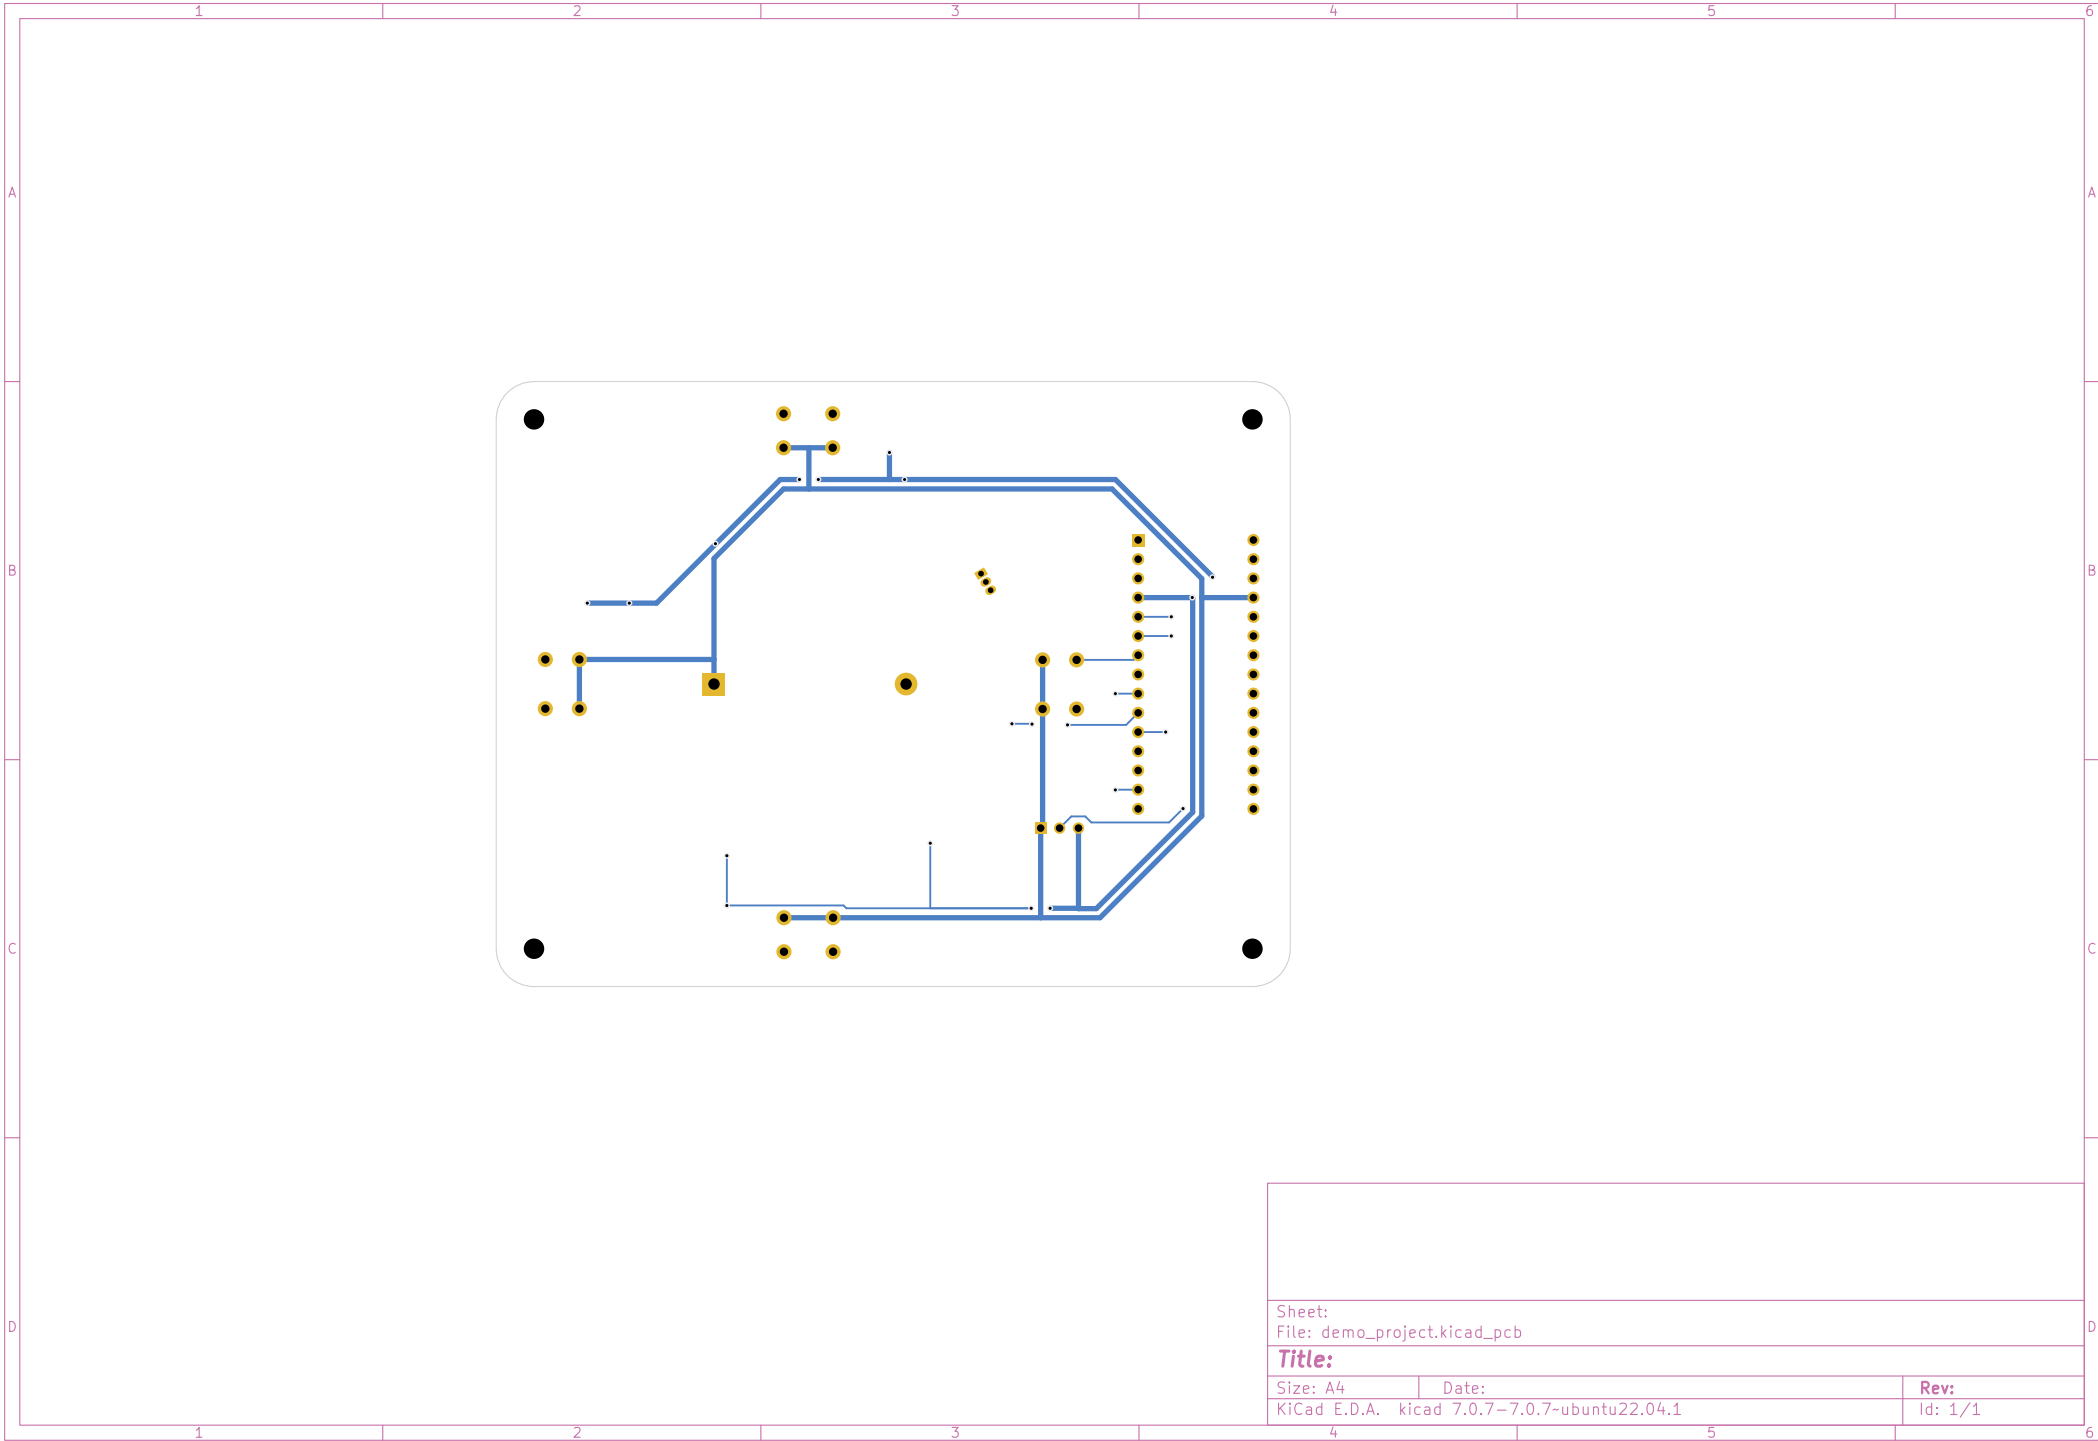 1 2 3 4 5 6
A A
B B
C C
D D
Sheet:
File: demo_project.kicad_pcb
Title:
Size: A4 Date: Rev:
KiCad E.D.A. kicad 7.0.7-7.0.7~ubuntu22.04.1 Id: 1/1
1 2 3 4 5 6